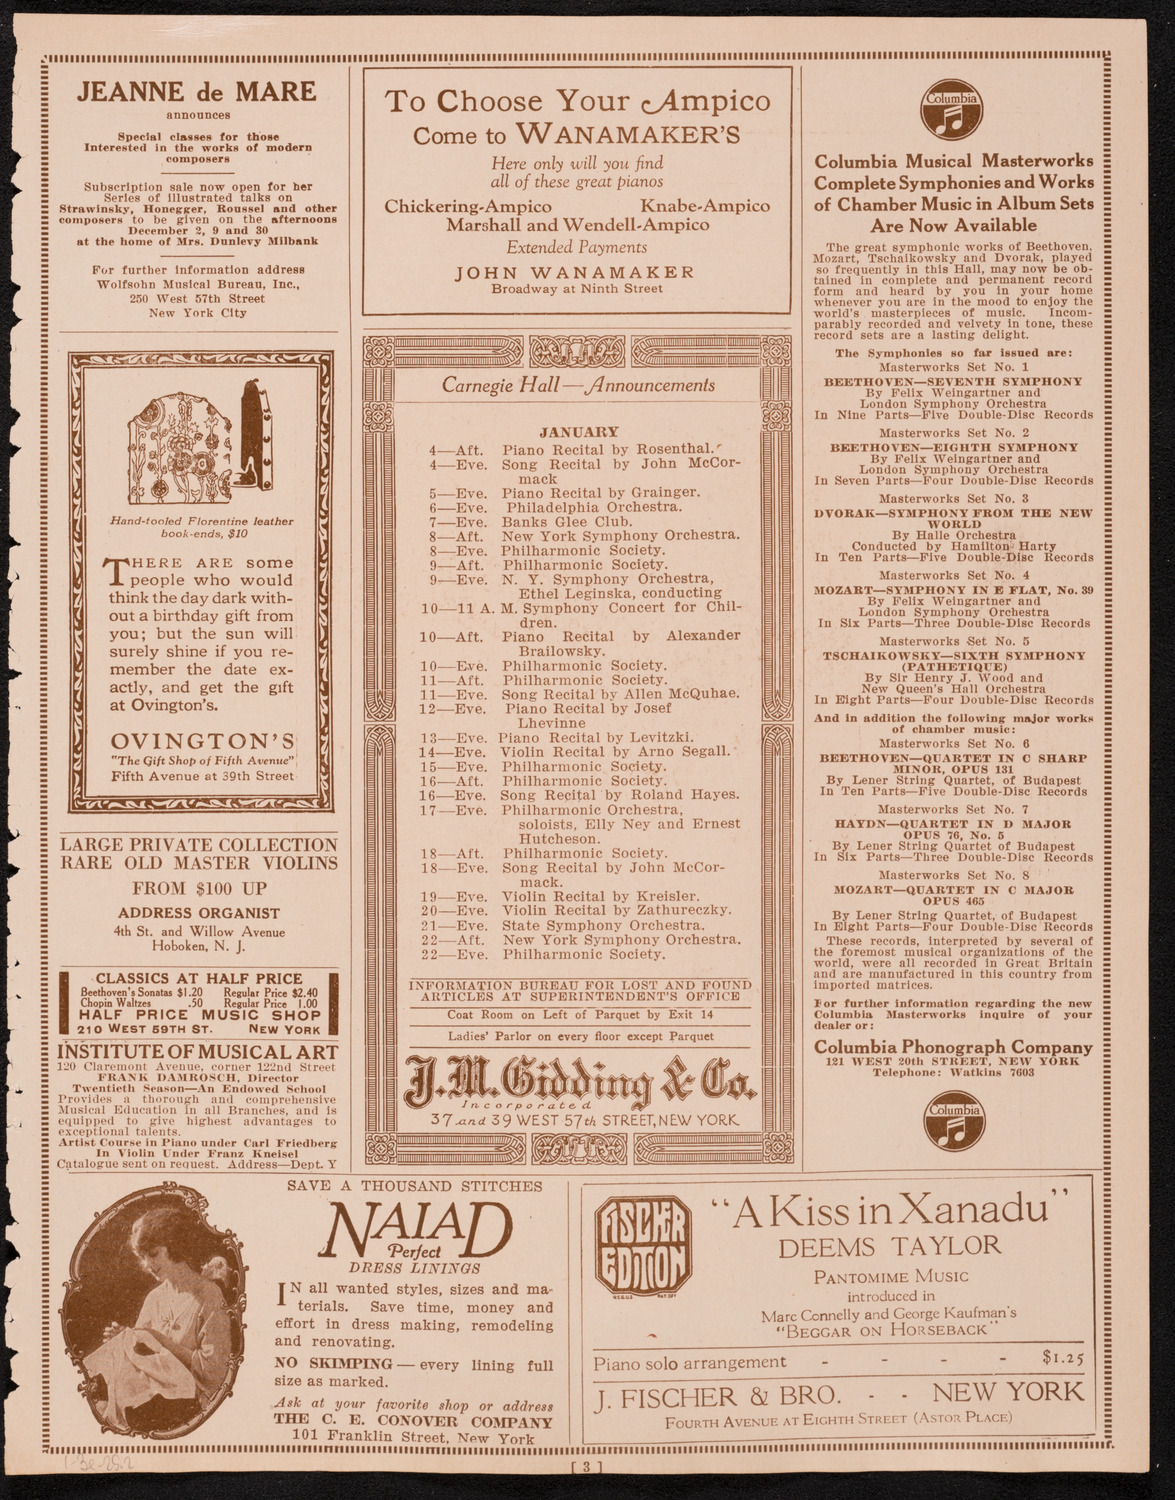 JEANNE de MARE
announces
Special classes for those
Interested in the works of modern
composers
Subscription sale now open for her
Series of illustrated talks on
Strawinsky, Honegger, Roussel and other
composers to be given on the afternoons
December 2, 9 and 30
at the home of Mrs. Dunlevy Milbank
For further information address
Wolfsohn Musical Bureau, Inc.,
250 West 57th Street
New York City
Hand-tooled Florentine leather
book-ends, $10
THERE ARE some
people who would
think the day dark with-
out a birthday gift from
you; but the sun will
surely shine if you re-
member the date ex-
actly, and get the gift
at Ovington's.
OVINGTON'S
"The Gift Shop of Fifth Avenue"
Fifth Avenue at 39th Street
LARGE PRIVATE COLLECTION
RARE OLD MASTER VIOLINS
FROM $100 UP
ADDRESS ORGANIST
4th St. and Willow Avenue
Hoboken, N. J.
CLASSICS AT HALF PRICE
Beethoven's Sonatas $1.20 Regular Price $2.40
Chopin Waltzes .50 Regular Price 1.00
HALF PRICE MUSIC SHOP
210 WEST 59TH ST. NEW YORK
INSTITUTE OF MUSICAL ART
120 Claremont Avenue, corner 122nd Street
FRANK DAMROSCH, Director
Twentieth Season—An Endowed School
Provides a thorough and comprehensive
Musical Education in all Branches, and is
equipped to give highest advantages to
exceptional talents.
Artist Course in Piano under Carl Friedberg
In Violin Under Franz Kneisel
Catalogue sent on request. Address—Dept. Y
To Choose Your Ampico
Come to WANAMAKER'S
Here only will you find
all of these great pianos
Chickering-Ampico Knabe-Ampico
Marshall and Wendell-Ampico
Extended Payments
JOHN WANAMAKER
Broadway at Ninth Street
Carnegie Hall—Announcements
JANUARY
4—Aft. Piano Recital by Rosenthal.
4—Eve. Song Recital by John McCor-
mack
5—Eve. Piano Recital by Grainger.
6—Eve. Philadelphia Orchestra.
7—Eve. Banks Glee Club.
8—Aft. New York Symphony Orchestra.
8—Eve. Philharmonic Society.
9—Aft. Philharmonic Society.
9—Eve. N. Y. Symphony Orchestra,
Ethel Leginska, conducting
10—11 A. M. Symphony Concert for Chil-
dren.
10—Aft. Piano Recital by Alexander
Brailowsky.
10—Eve. Philharmonic Society.
11—Aft. Philharmonic Society.
11—Eve. Song Recital by Allen McQuhae.
12—Eve. Piano Recital by Josef
Lhevinne
13—Eve. Piano Recital by Levitzki.
14—Eve. Violin Recital by Arno Segall.
15—Eve. Philharmonic Society.
16—Aft. Philharmonic Society.
16—Eve. Song Recital by Roland Hayes.
17—Eve. Philharmonic Orchestra,
soloists, Elly Ney and Ernest
Hutcheson.
18—Aft. Philharmonic Society.
18—Eve. Song Recital by John McCor-
mack.
19—Eve. Violin Recital by Kreisler.
20—Eve. Violin Recital by Zathureczky.
21—Eve. State Symphony Orchestra.
22—Aft. New York Symphony Orchestra.
22—Eve. Philharmonic Society.
INFORMATION BUREAU FOR LOST AND FOUND
ARTICLES AT SUPERINTENDENT'S OFFICE
Coat Room on Left of Parquet by Exit 14
Ladies' Parlor on every floor except Parquet
J. M. Gidding & Co.
Incorporated
37 and 39 WEST 57th STREET, NEW YORK
Columbia
Columbia Musical Masterworks
Complete Symphonies and Works
of Chamber Music in Album Sets
Are Now Available
The great symphonic works of Beethoven,
Mozart, Tschaikowsky and Dvorak, played
so frequently in this Hall, may now be ob-
tained in complete and permanent record
form and heard by you in your home
whenever you are in the mood to enjoy the
world's masterpieces of music. Incom-
parably recorded and velvety in tone, these
record sets are a lasting delight.
The Symphonies so far issued are:
Masterworks Set No. 1
BEETHOVEN—SEVENTH SYMPHONY
By Felix Weingartner and
London Symphony Orchestra
In Nine Parts—Five Double-Disc Records
Masterworks Set No. 2
BEETHOVEN—EIGHTH SYMPHONY
By Felix Weingartner and
London Symphony Orchestra
In Seven Parts—Four Double-Disc Records
Masterworks Set No. 3
DVORAK—SYMPHONY FROM THE NEW
WORLD
By Halle Orchestra
Conducted by Hamilton Harty
In Ten Parts—Five Double-Disc Records
Masterworks Set No. 4
MOZART—SYMPHONY IN E FLAT, No. 39
By Felix Weingartner and
London Symphony Orchestra
In Six Parts—Three Double-Disc Records
Masterworks Set No. 5
TSCHAIKOWSKY—SIXTH SYMPHONY
(PATHETIQUE)
By Sir Henry J. Wood and
New Queen's Hall Orchestra
In Eight Parts—Four Double-Disc Records
And in addition the following major works
of chamber music:
Masterworks Set No. 6
BEETHOVEN—QUARTET IN C SHARP
MINOR, OPUS 131
By Lener String Quartet, of Budapest
In Ten Parts—Five Double-Disc Records
Masterworks Set No. 7
HAYDN—QUARTET IN D MAJOR
OPUS 76, No. 5
By Lener String Quartet of Budapest
In Six Parts—Three Double-Disc Records
Masterworks Set No. 8
MOZART—QUARTET IN C MAJOR
OPUS 465
By Lener String Quartet, of Budapest
In Eight Parts—Four Double-Disc Records
These records, interpreted by several of
the foremost musical organizations of the
world, were all recorded in Great Britain
and are manufactured in this country from
imported matrices.
For further information regarding the new
Columbia Masterworks inquire of your
dealer or:
Columbia Phonograph Company
121 WEST 20th STREET, NEW YORK
Telephone: Watkins 7603
Columbia
SAVE A THOUSAND STITCHES
NAIAD
Perfect
DRESS LININGS
IN all wanted styles, sizes and ma-
terials. Save time, money and
effort in dress making, remodeling
and renovating.
NO SKIMPING — every lining full
size as marked.
Ask at your favorite shop or address
THE C. E. CONOVER COMPANY
101 Franklin Street, New York
FISCHER
EDITION
"A Kiss in Xanadu"
DEEMS TAYLOR
PANTOMIME MUSIC
introduced in
Marc Connelly and George Kaufman's
"BEGGAR ON HORSEBACK"
Piano solo arrangement - - - - $1.25
J. FISCHER & BRO. - - NEW YORK
FOURTH AVENUE AT EIGHTH STREET (ASTOR PLACE)
[ 3 ]